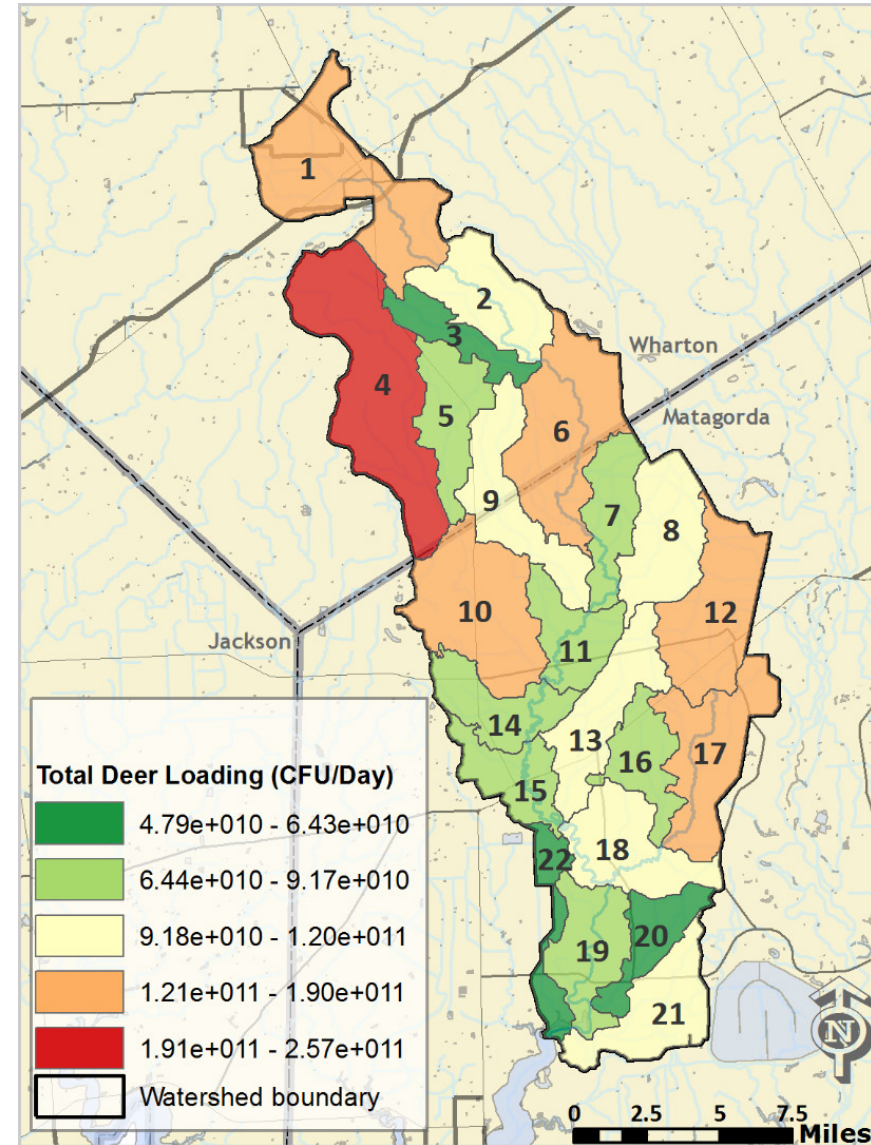 1
2
3
Wharton
4
5
6
Matagorda
9
7
8
10
12
Jackson
11
14
13
16
17
15
22
18
20
19
21
Total Deer Loading (CFU/Day)
4.79e+010 - 6.43e+010
6.44e+010 - 9.17e+010
9.18e+010 - 1.20e+011
1.21e+011 - 1.90e+011
1.91e+011 - 2.57e+011
Watershed boundary
N
0 2.5 5 7.5
Miles